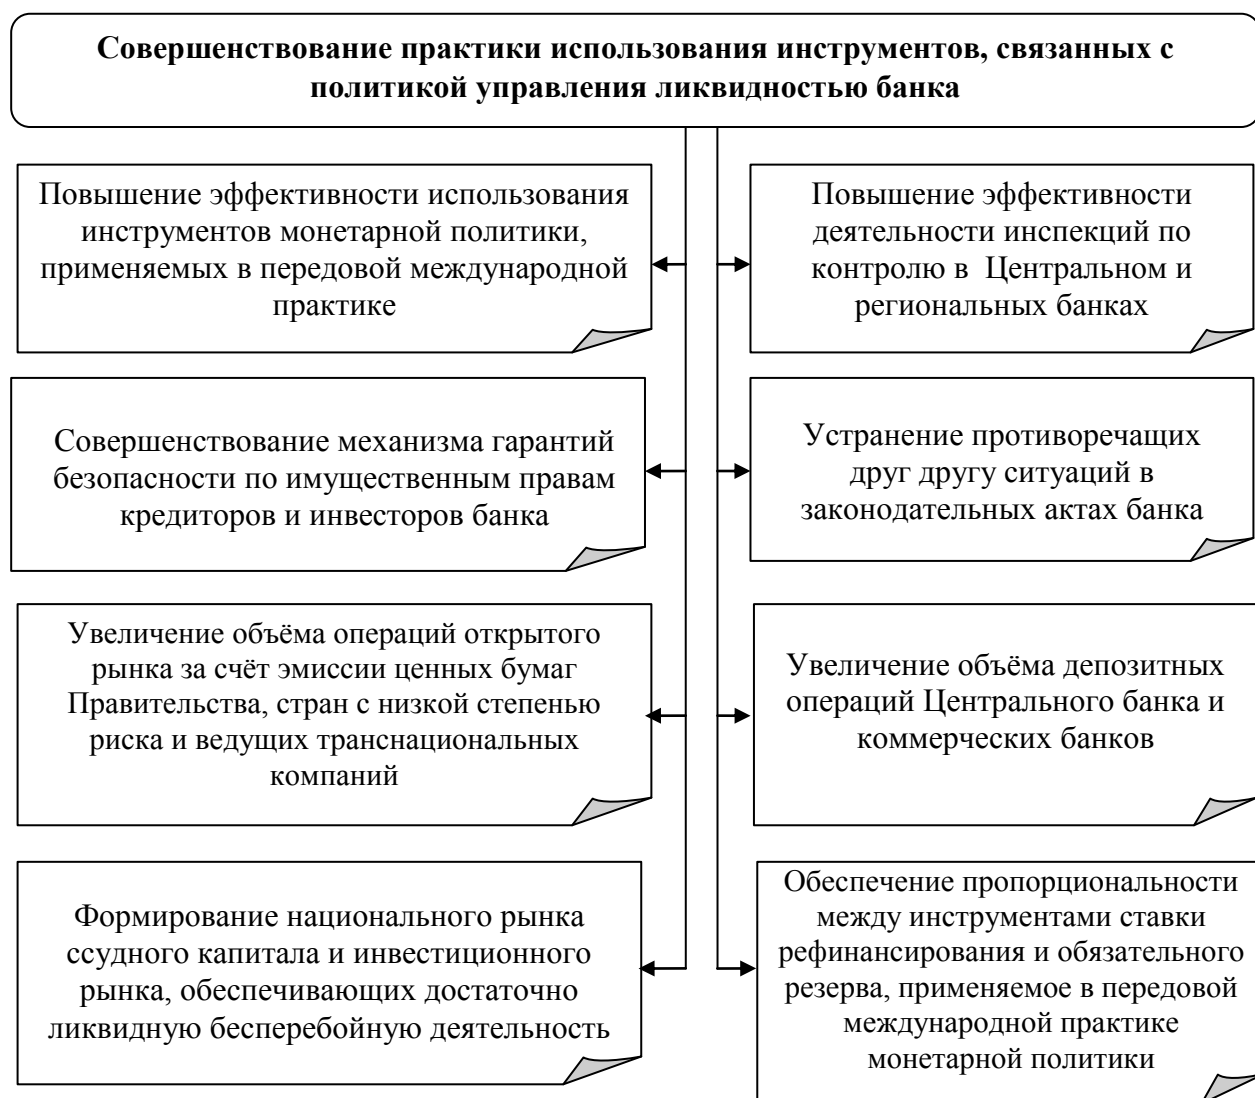 Совершенствование практики использования инструментов, связанных с
политикой управления ликвидностью банка
Повышение эффективности использования
инструментов монетарной политики,
применяемых в передовой международной
практике
Повышение эффективности
деятельности инспекций по
контролю в Центральном и
региональных банках
Совершенствование механизма гарантий
безопасности по имущественным правам
кредиторов и инвесторов банка
Устранение противоречащих
друг другу ситуаций в
законодательных актах банка
Увеличение объёма операций открытого
рынка за счёт эмиссии ценных бумаг
Правительства, стран с низкой степенью
риска и ведущих транснациональных
компаний
Увеличение объёма депозитных
операций Центрального банка и
коммерческих банков
Формирование национального рынка
ссудного капитала и инвестиционного
рынка, обеспечивающих достаточно
ликвидную бесперебойную деятельность
Обеспечение пропорциональности
между инструментами ставки
рефинансирования и обязательного
резерва, применяемое в передовой
международной практике
монетарной политики